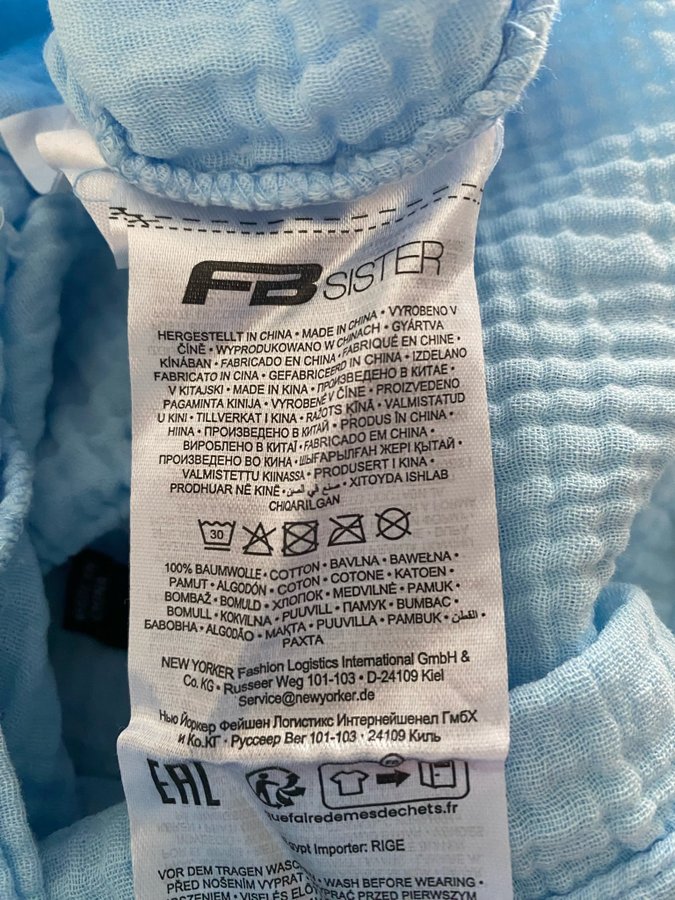 FB SISTER
HERGESTELLT IN CHINA • MADE IN CHINA • VYROBENO V
ČÍNĚ • WYPRODUKOWANO W CHINACH • GYÁRTVA
KÍNÁBAN • FABRICADO EN CHINA • FABRIQUÉ EN CHINE •
FABRICATO IN CINA • GEFABRICEERD IN CHINA • IZDELANO
V KITAJSKI • MADE IN KINA • ПРОИЗВЕДЕНО В КИТАЕ •
PAGAMINTA KINIJA • VYROBENÉ V ČÍNE • PROIZVEDENO
U KINI • TILLVERKAT I KINA • RAŽOTS ĶĪNĀ • VALMISTATUD
HIINA • ПРОИЗВЕДЕНО В КИТАЙ • PRODUS ÎN CHINA •
ВИРОБЛЕНО В КИТАЇ • FABRICADO EM CHINA •
ПРОИЗВЕДЕНО ВО КИНА • ШЫҒАРЫЛҒАН ЖЕРІ ҚЫТАЙ •
VALMISTETTU KIINASSA • PRODUSERT I KINA •
PRODHUAR NË KINË • صنع في الصين • XITOYDA ISHLAB
CHIQARILGAN
30
100% BAUMWOLLE • COTTON • BAVLNA • BAWEŁNA •
PAMUT • ALGODÓN • COTON • COTONE • KATOEN •
BOMBAŽ • BOMULD • ХЛОПОК • MEDVILNĖ • PAMUK •
BOMULL • KOKVILNA • PUUVILL • ПАМУК • BUMBAC •
БАВОВНА • ALGODÃO • МАҚТА • PUUVILLA • PAMBUK • القطن •
PAXTA
NEW YORKER Fashion Logistics International GmbH &
Co. KG • Russeer Weg 101-103 • D-24109 Kiel
Service@newyorker.de
Нью Йоркер Фейшен Логистикс Интернейшенел ГмбХ
и Ко.КГ • Руссеер Вег 101-103 • 24109 Киль
EAC
quefairedemesdechets.fr
Egypt Importer: RIGE
VOR DEM TRAGEN WASC
PŘED NOŠENÍM VYPRAT • WASH BEFORE WEARING •